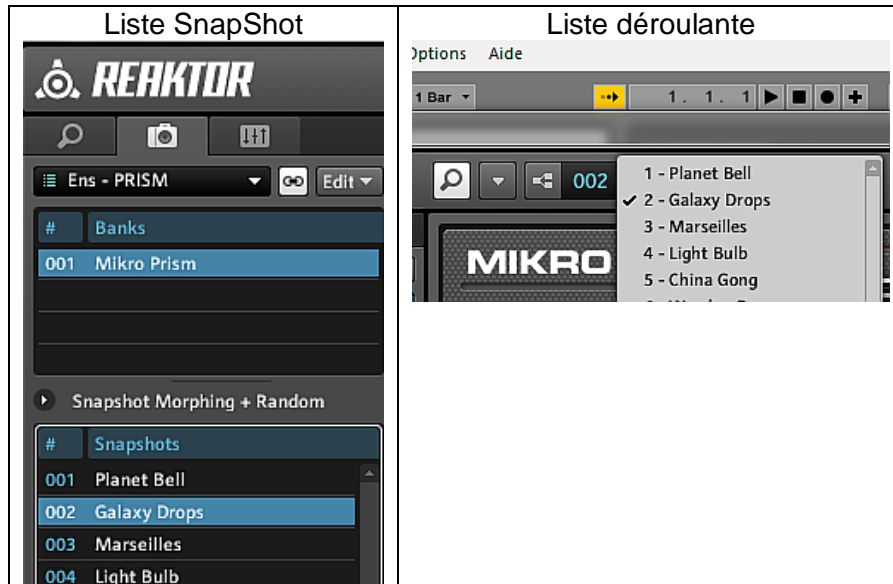 Liste SnapShot
REAKTOR
Ens - PRISM Edit
# Banks
001 Mikro Prism
Snapshot Morphing + Random
# Snapshots
001 Planet Bell
002 Galaxy Drops
003 Marseilles
004 Light Bulb
Liste déroulante
Options Aide
1 Bar 1. 1. 1
002
1 - Planet Bell
2 - Galaxy Drops
3 - Marseilles
4 - Light Bulb
5 - China Gong
MIKRO